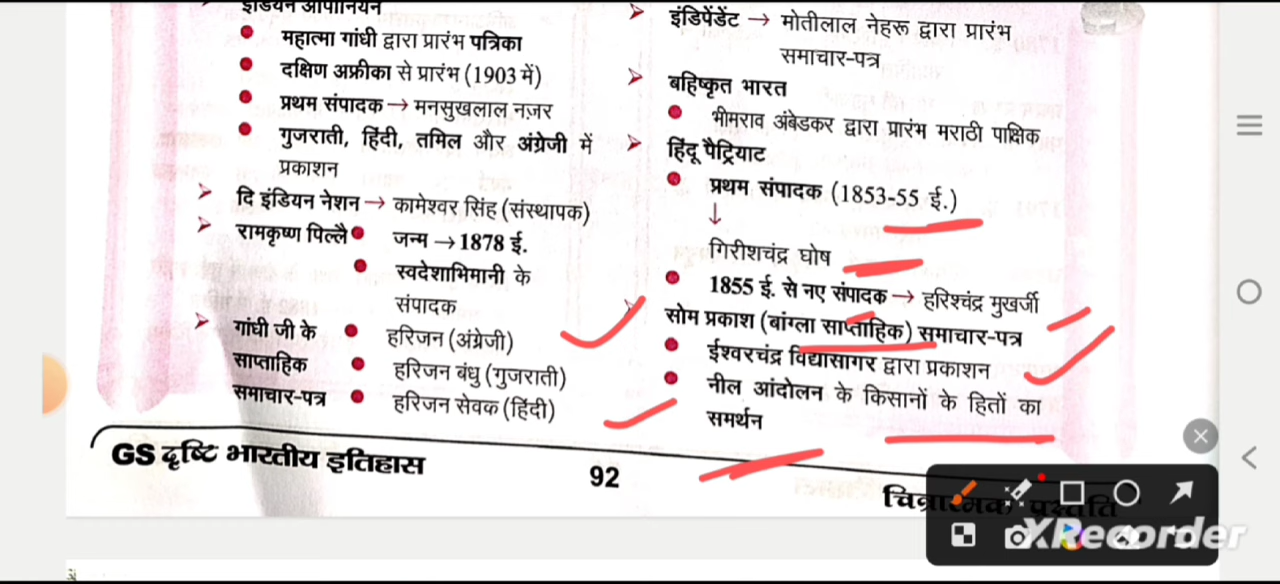 इंडियन ओपीनियन
महात्मा गांधी द्वारा प्रारंभ पत्रिका
दक्षिण अफ्रीका से प्रारंभ (1903 में)
प्रथम संपादक → मनसुखलाल नज़र
गुजराती, हिंदी, तमिल और अंग्रेजी में
प्रकाशन
दि इंडियन नेशन → कामेश्वर सिंह (संस्थापक)
रामकृष्ण पिल्लै जन्म → 1878 ई.
स्वदेशाभिमानी के
संपादक
गांधी जी के हरिजन (अंग्रेजी)
साप्ताहिक हरिजन बंधु (गुजराती)
समाचार-पत्र हरिजन सेवक (हिंदी)
इंडिपेंडेंट → मोतीलाल नेहरू द्वारा प्रारंभ
समाचार-पत्र
बहिष्कृत भारत
भीमराव अंबेडकर द्वारा प्रारंभ मराठी पाक्षिक
हिंदू पैट्रियाट
प्रथम संपादक (1853-55 ई.)
↓
गिरीशचंद्र घोष
1855 ई. से नए संपादक → हरिश्चंद्र मुखर्जी
सोम प्रकाश (बांग्ला साप्ताहिक) समाचार-पत्र
ईश्वरचंद्र विद्यासागर द्वारा प्रकाशन
नील आंदोलन के किसानों के हितों का
समर्थन
GS दृष्टि भारतीय इतिहास
92
चित्रात्मक प्रस्तुति
XRecorder